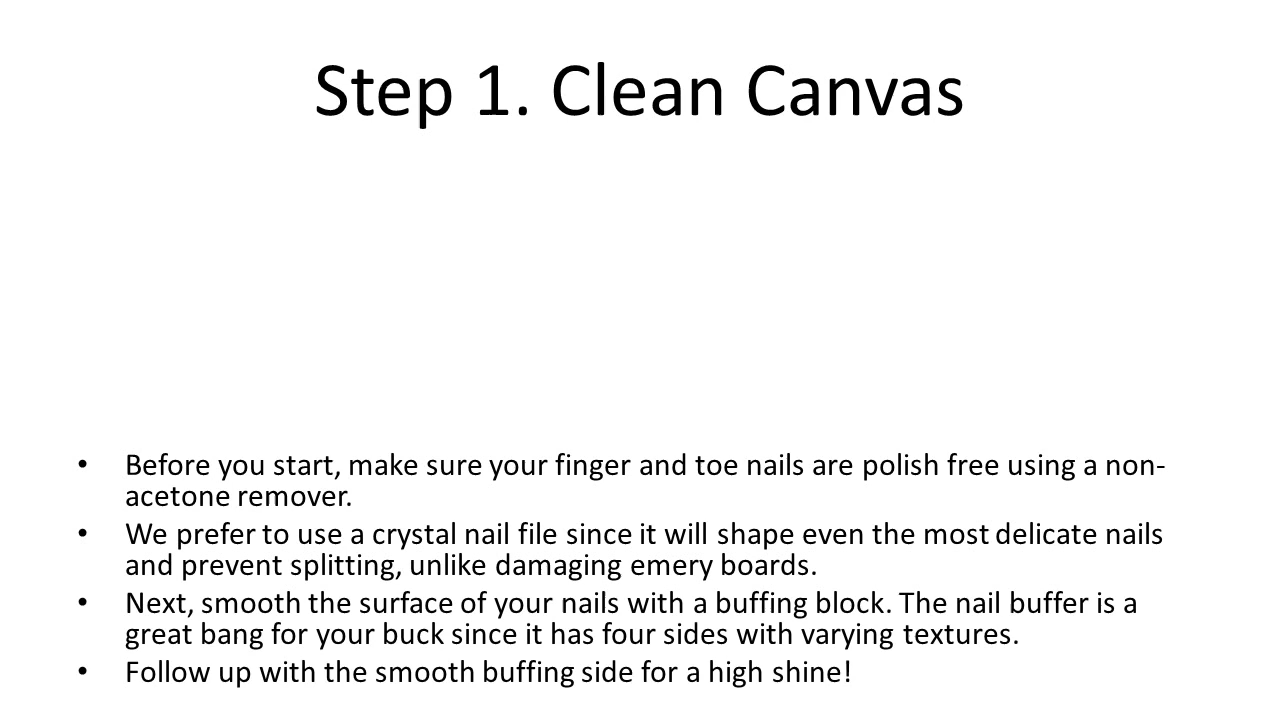 Step 1. Clean Canvas
• Before you start, make sure your finger and toe nails are polish free using a non-
acetone remover.
• We prefer to use a crystal nail file since it will shape even the most delicate nails
and prevent splitting, unlike damaging emery boards.
• Next, smooth the surface of your nails with a buffing block. The nail buffer is a
great bang for your buck since it has four sides with varying textures.
• Follow up with the smooth buffing side for a high shine!